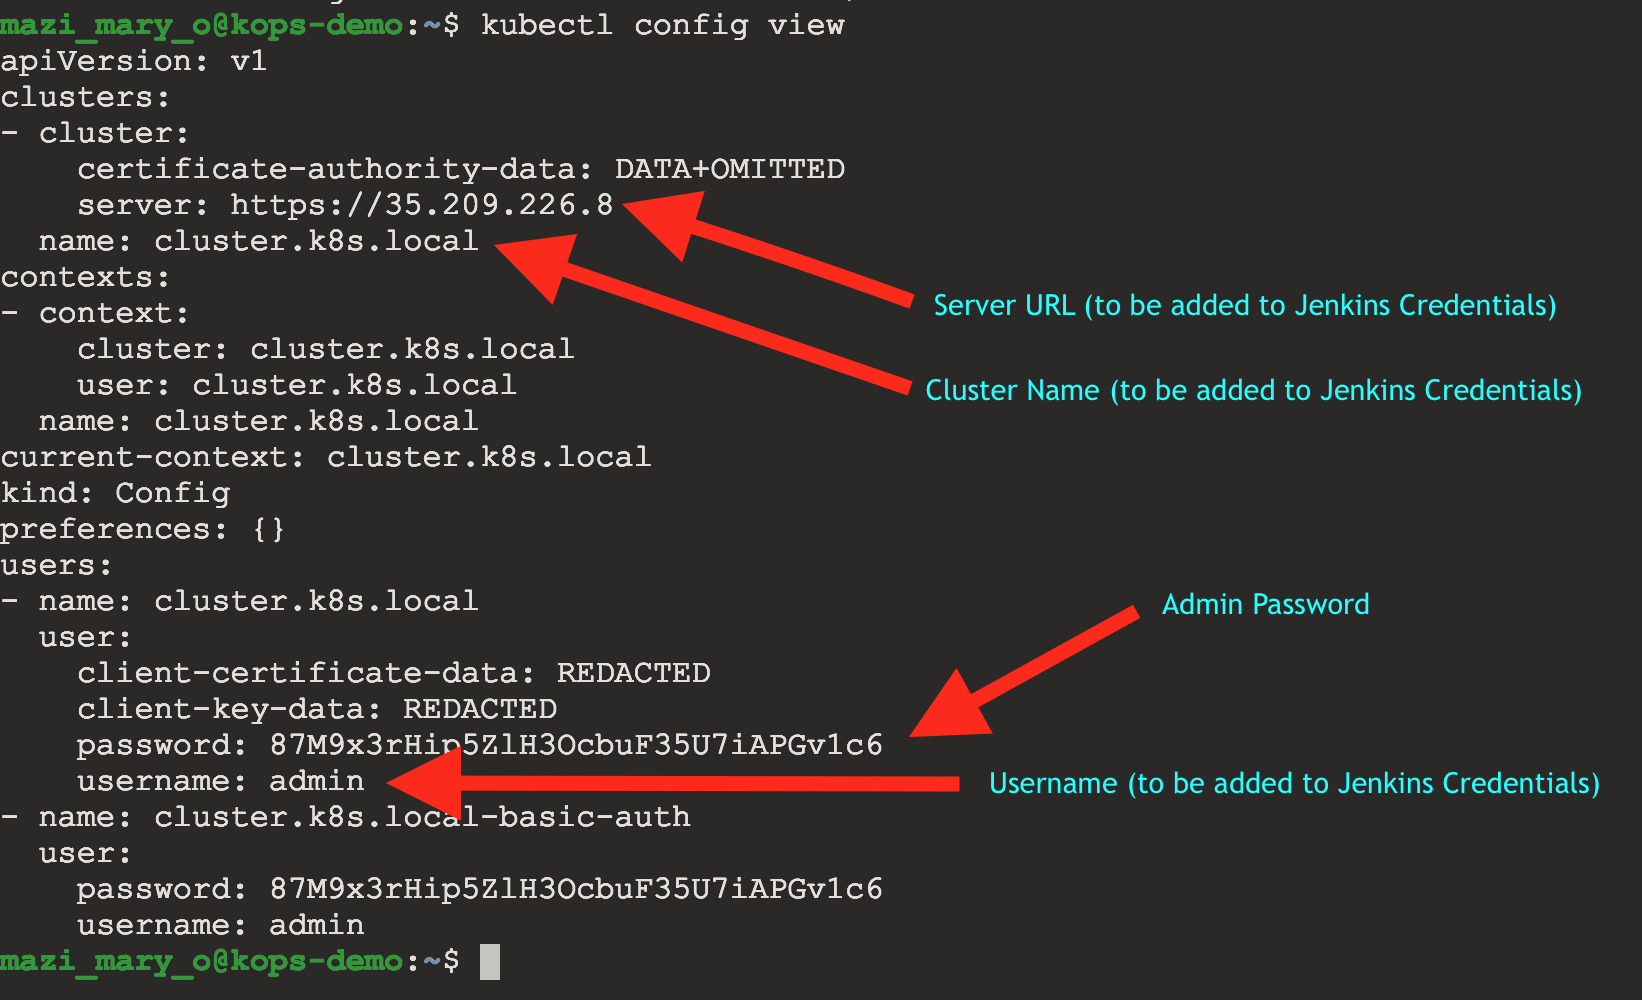 mazi_mary_o@kops-demo:~$ kubectl config view
apiVersion: v1
clusters:
- cluster:
    certificate-authority-data: DATA+OMITTED
    server: https://35.209.226.8
  name: cluster.k8s.local
contexts:
Server URL (to be added to Jenkins Credentials)
- context:
    cluster: cluster.k8s.local
    user: cluster.k8s.local
Cluster Name (to be added to Jenkins Credentials)
  name: cluster.k8s.local
current-context: cluster.k8s.local
kind: Config
preferences: {}
users:
- name: cluster.k8s.local
Admin Password
  user:
    client-certificate-data: REDACTED
    client-key-data: REDACTED
    password: 87M9x3rHip5ZlH3OcbuF35U7iAPGv1c6
    username: admin
Username (to be added to Jenkins Credentials)
- name: cluster.k8s.local-basic-auth
  user:
    password: 87M9x3rHip5ZlH3OcbuF35U7iAPGv1c6
    username: admin
mazi_mary_o@kops-demo:~$